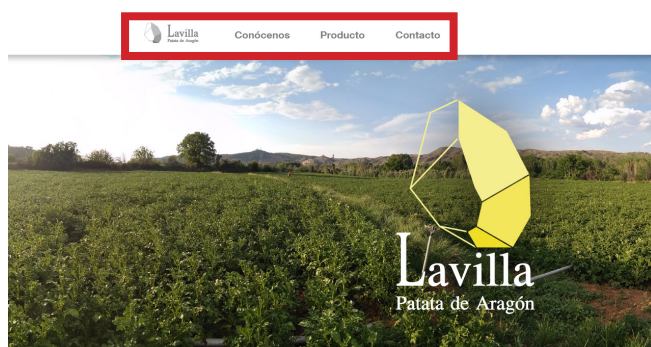 Lavilla
Patata de Aragón
Conócenos
Producto
Contacto
Lavilla
Patata de Aragón